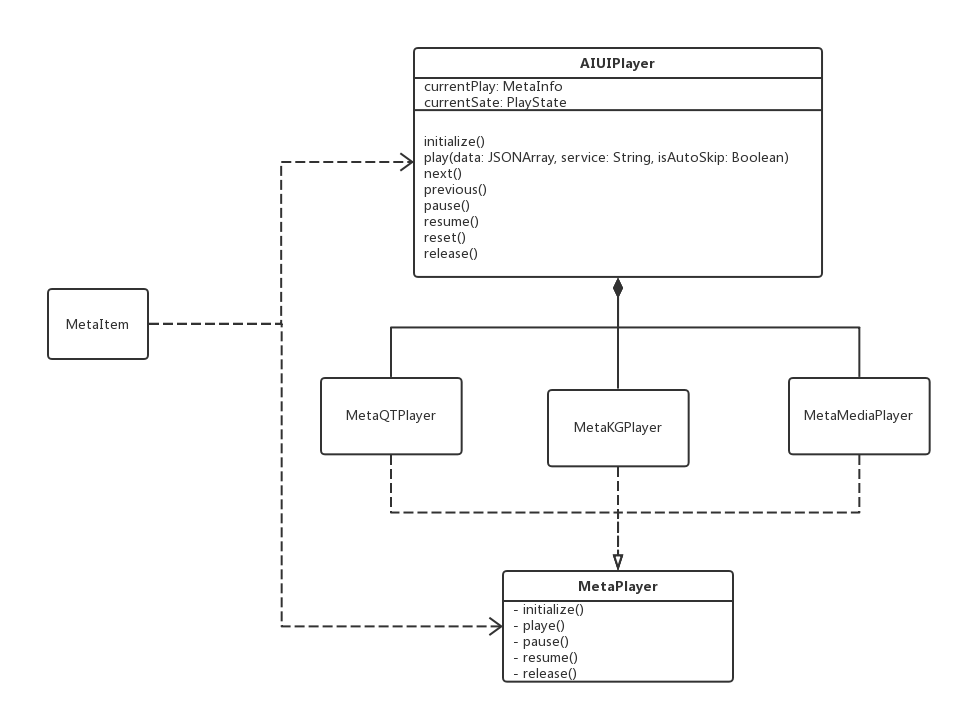 AIUIPlayer
currentPlay: MetaInfo
currentSate: PlayState
initialize()
play(data: JSONArray, service: String, isAutoSkip: Boolean)
next()
previous()
pause()
resume()
reset()
release()
MetaItem
MetaQTPlayer
MetaKGPlayer
MetaMediaPlayer
MetaPlayer
- initialize()
- playe()
- pause()
- resume()
- release()